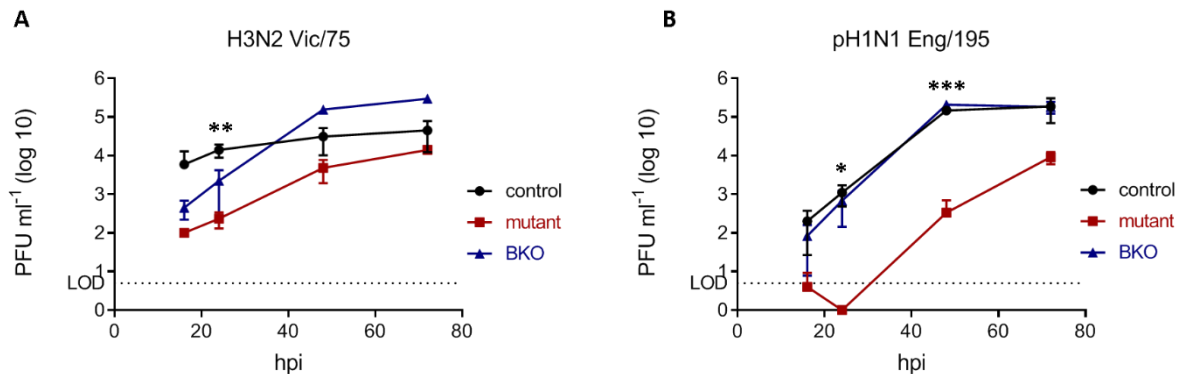 A
H3N2 Vic/75
PFU ml⁻¹ (log 10)
6
5
4
3
2
1
LOD
0
**
0
20
40
60
80
hpi
control
mutant
BKO
B
pH1N1 Eng/195
PFU ml⁻¹ (log 10)
6
5
4
3
2
1
LOD
0
*
***
0
20
40
60
80
hpi
control
mutant
BKO